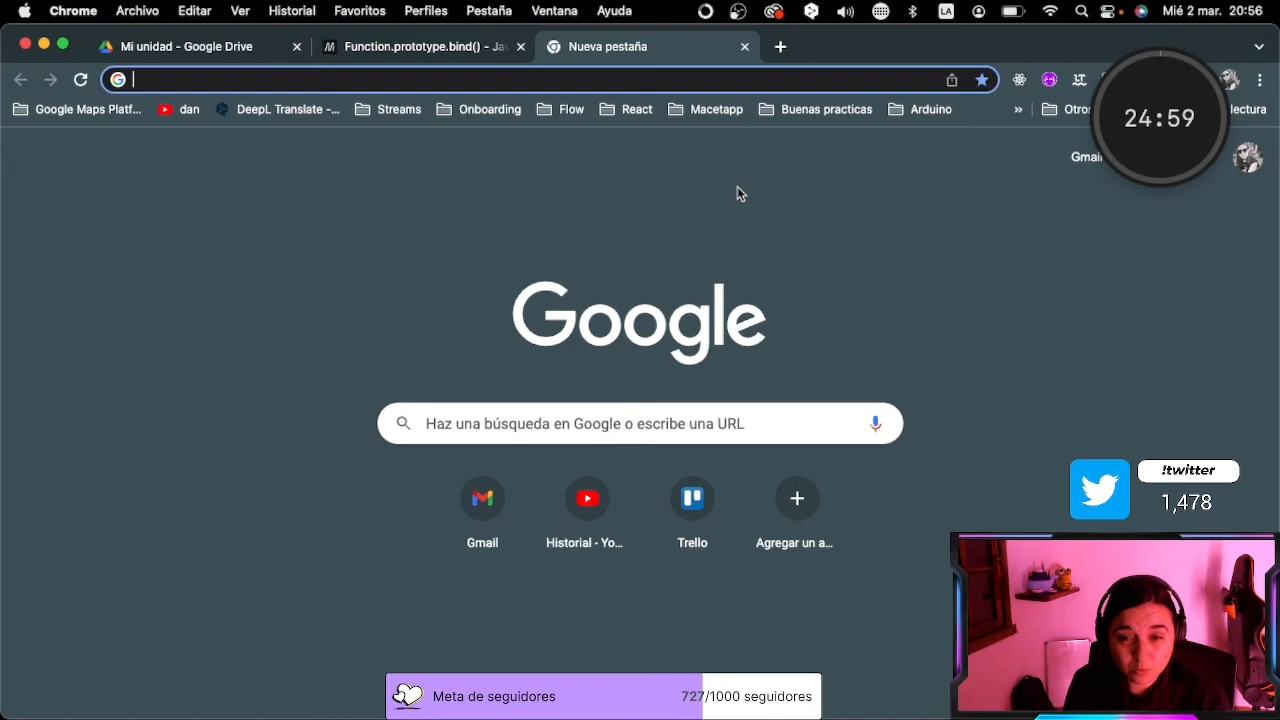 Chrome Archivo Editar Ver Historial Favoritos Perfiles Pestaña Ventana Ayuda LA Mié 2 mar. 20:56
Mi unidad - Google Drive Function.prototype.bind() - Jav Nueva pestaña
Google Maps Platf... dan DeepL Translate -... Streams Onboarding Flow React Macetapp Buenas practicas Arduino » Otros lectura
24:59
Gmail
Google
Haz una búsqueda en Google o escribe una URL
Gmail Historial - Yo... Trello Agregar un a...
!twitter
1,478
Meta de seguidores 727/1000 seguidores